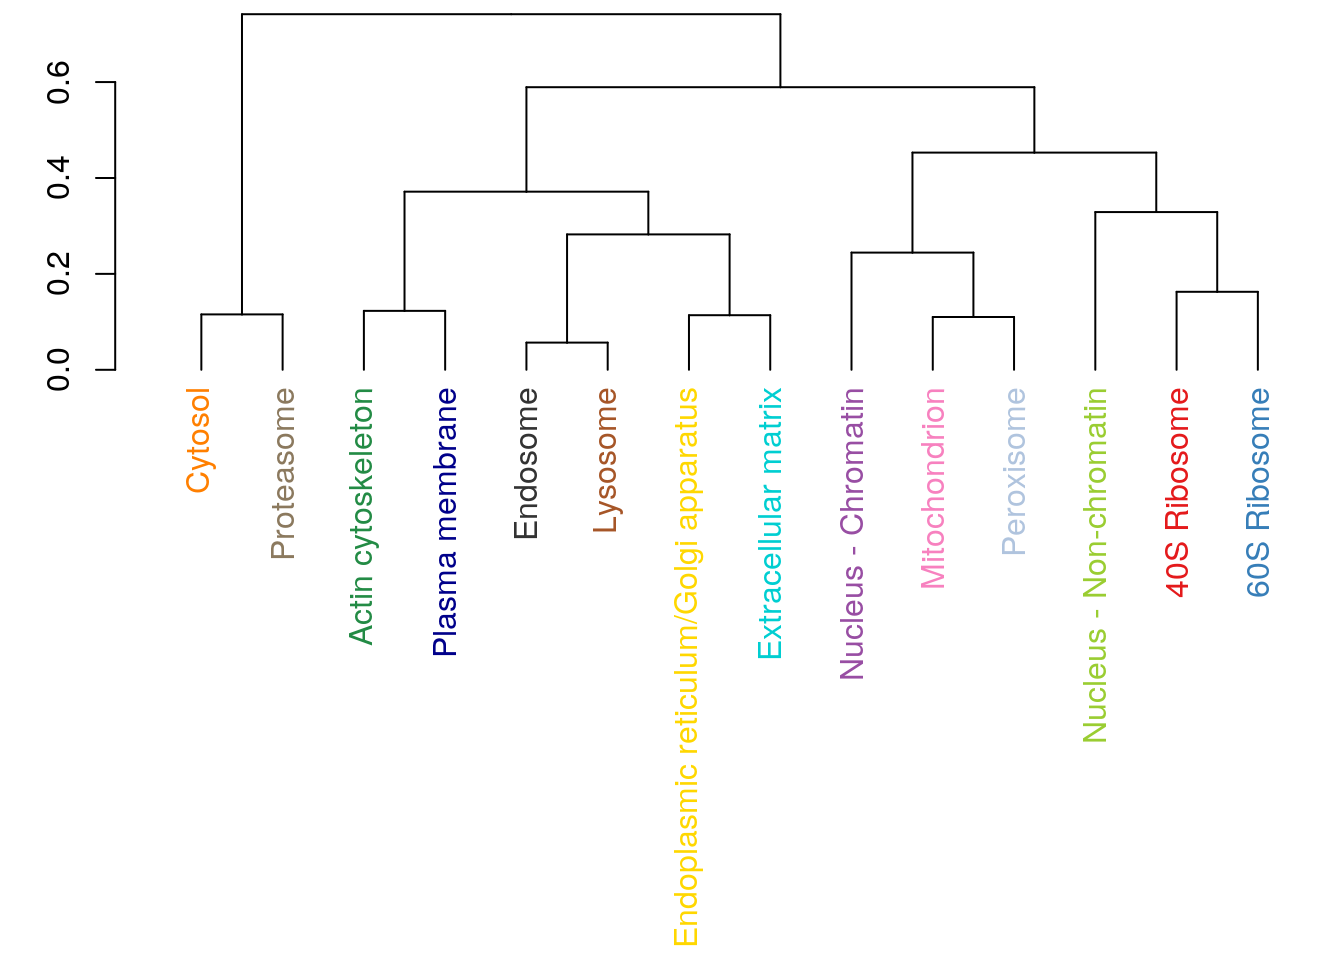 0.6
0.4
0.2
0.0
Cytosol
Proteasome
Actin cytoskeleton
Plasma membrane
Endosome
Lysosome
Endoplasmic reticulum/Golgi apparatus
Extracellular matrix
Nucleus - Chromatin
Mitochondrion
Peroxisome
Nucleus - Non-chromatin
40S Ribosome
60S Ribosome